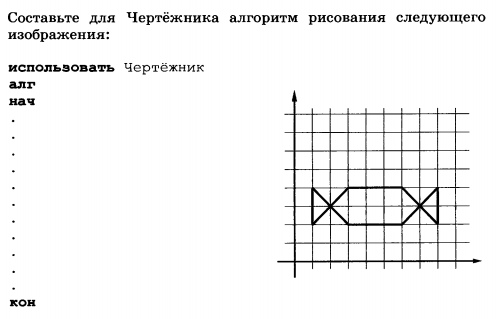 Составьте для Чертёжника алгоритм рисования следующего
изображения:
использовать Чертёжник
алг
нач
.
.
.
.
.
.
.
.
.
.
.
кон